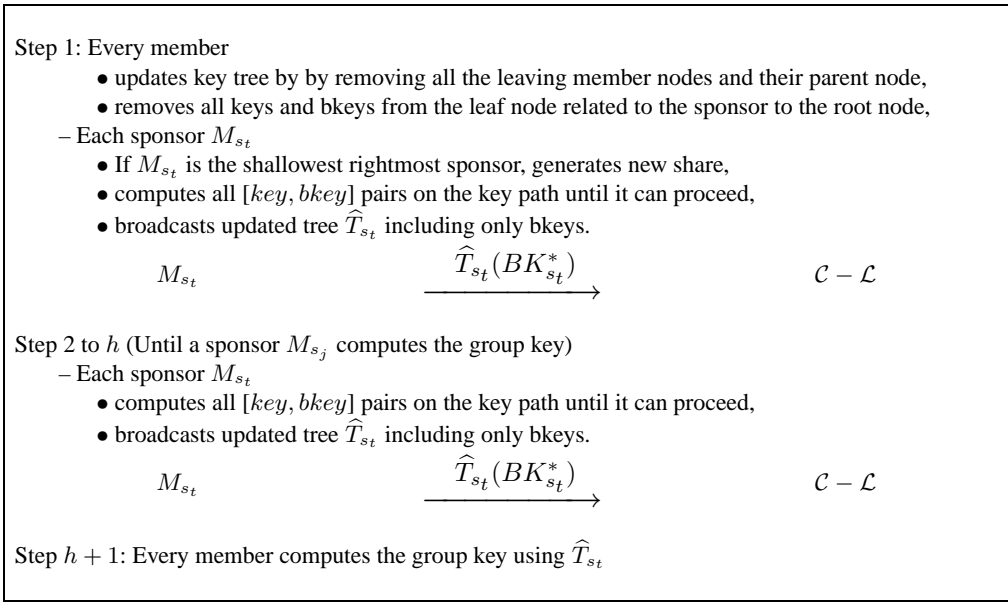 Step 1: Every member
• updates key tree by by removing all the leaving member nodes and their parent node,
• removes all keys and bkeys from the leaf node related to the sponsor to the root node,
– Each sponsor $M_{s_t}$
• If $M_{s_t}$ is the shallowest rightmost sponsor, generates new share,
• computes all $[key, bkey]$ pairs on the key path until it can proceed,
• broadcasts updated tree $\widehat{T}_{s_t}$ including only bkeys.
$M_{s_t}$ $\xrightarrow{\widehat{T}_{s_t}(BK^*_{s_t})}$ $\mathcal{C} - \mathcal{L}$
Step 2 to $h$ (Until a sponsor $M_{s_j}$ computes the group key)
– Each sponsor $M_{s_t}$
• computes all $[key, bkey]$ pairs on the key path until it can proceed,
• broadcasts updated tree $\widehat{T}_{s_t}$ including only bkeys.
$M_{s_t}$ $\xrightarrow{\widehat{T}_{s_t}(BK^*_{s_t})}$ $\mathcal{C} - \mathcal{L}$
Step $h + 1$: Every member computes the group key using $\widehat{T}_{s_t}$